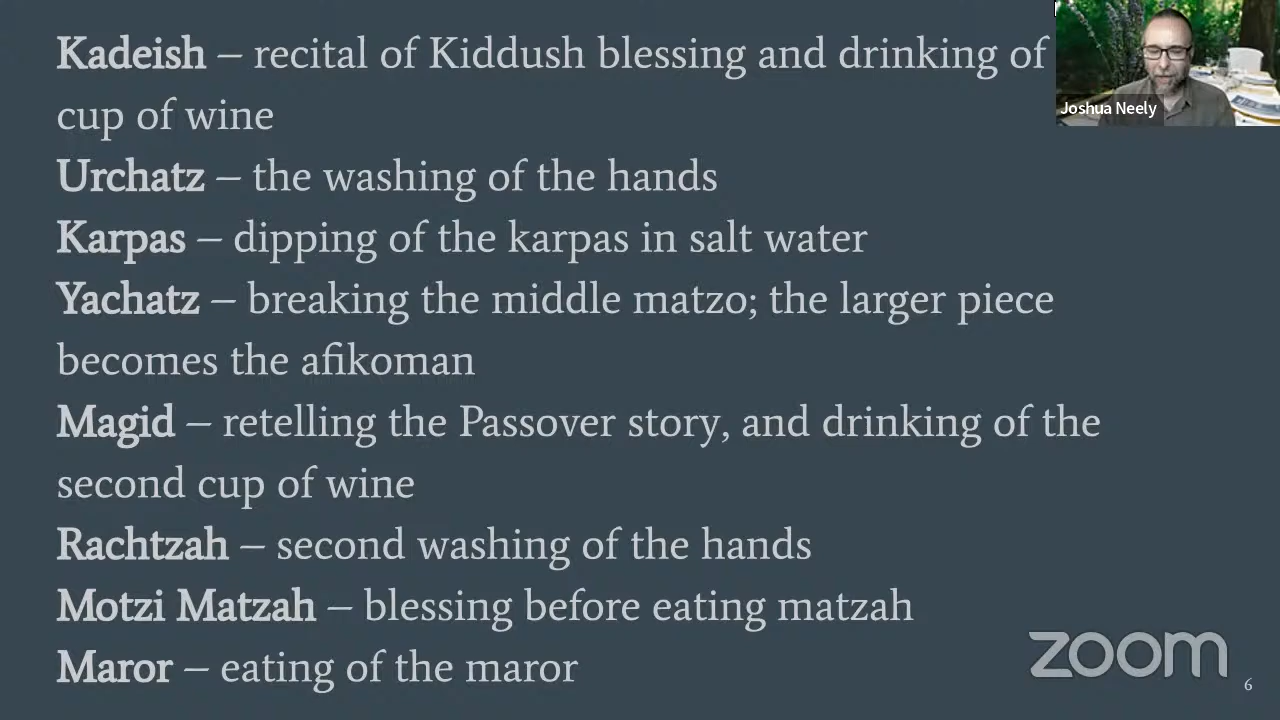 Kadeish – recital of Kiddush blessing and drinking of
cup of wine
Urchatz – the washing of the hands
Karpas – dipping of the karpas in salt water
Yachatz – breaking the middle matzo; the larger piece
becomes the afikoman
Magid – retelling the Passover story, and drinking of the
second cup of wine
Rachtzah – second washing of the hands
Motzi Matzah – blessing before eating matzah
Maror – eating of the maror
Joshua Neely
zoom
6